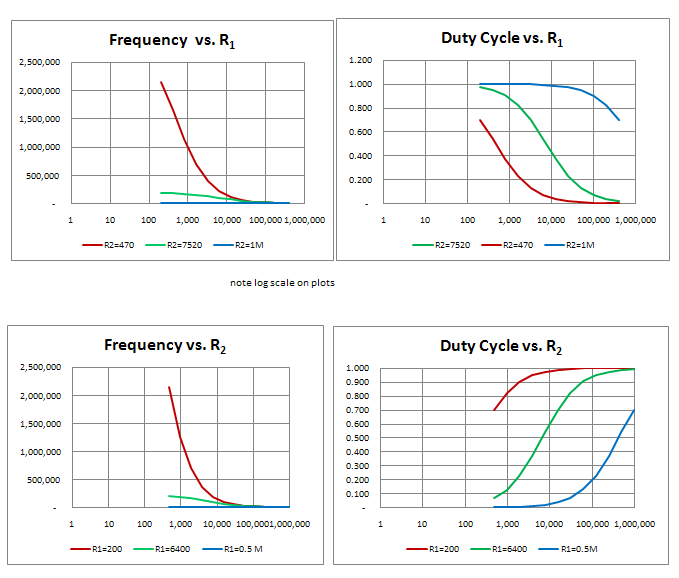 Frequency vs. R1
2,500,000
2,000,000
1,500,000
1,000,000
500,000
-
1 10 100 1,000 10,000 100,000 1,000,000
R2=470 R2=7520 R2=1M
Duty Cycle vs. R1
1.200
1.000
0.800
0.600
0.400
0.200
-
1 10 100 1,000 10,000 100,000 1,000,000
R2=7520 R2=470 R2=1M
note log scale on plots
Frequency vs. R2
2,500,000
2,000,000
1,500,000
1,000,000
500,000
-
1 10 100 1,000 10,000 100,000 1,000,000
R1=200 R1=6400 R1=0.5 M
Duty Cycle vs. R2
1.000
0.900
0.800
0.700
0.600
0.500
0.400
0.300
0.200
0.100
-
1 10 100 1,000 10,000 100,000 1,000,000
R1=200 R1=6400 R1=0.5M